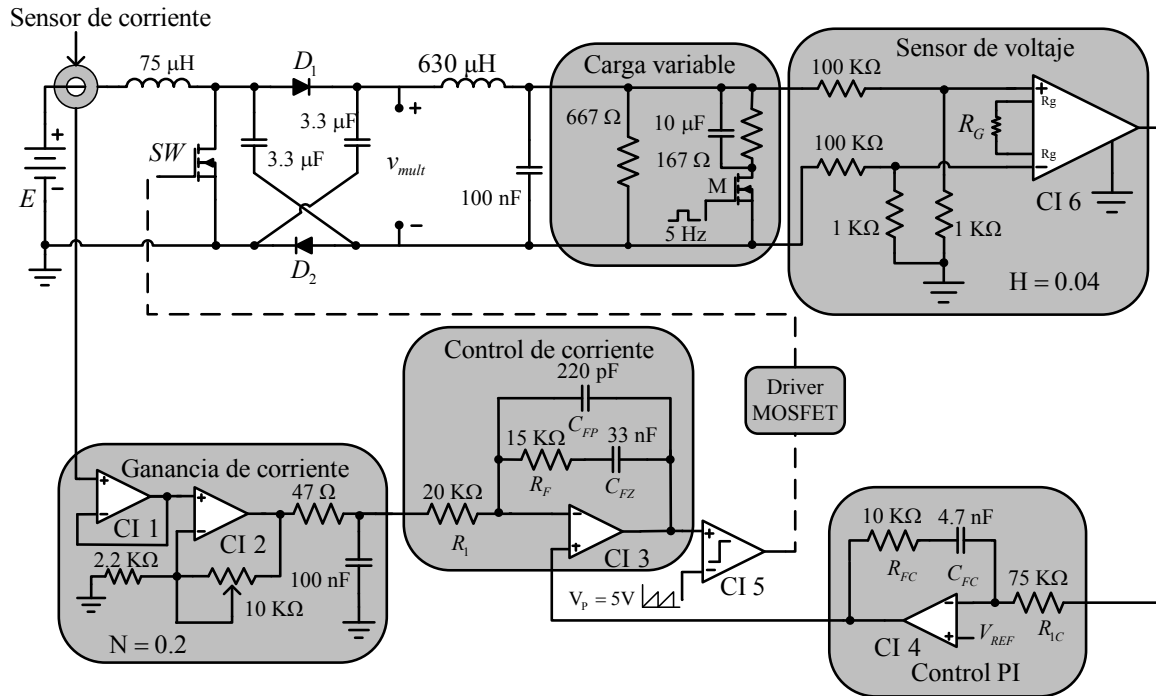 Sensor de corriente
75 μH
D1
630 μH
3.3 μF
3.3 μF
SW
E
+
-
+
vmult
-
100 nF
Carga variable
667 Ω
10 μF
167 Ω
M
5 Hz
Sensor de voltaje
100 KΩ
100 KΩ
RG
Rg
Rg
+
-
CI 6
1 KΩ
1 KΩ
H = 0.04
D2
Driver
MOSFET
Ganancia de corriente
+
-
CI 1
+
-
CI 2
47 Ω
2.2 KΩ
10 KΩ
100 nF
N = 0.2
Control de corriente
220 pF
CFP
15 KΩ
33 nF
RF
CFZ
20 KΩ
R1
-
+
CI 3
+
-
CI 5
VP = 5V
10 KΩ
4.7 nF
RFC
CFC
75 KΩ
R1C
-
+
VREF
CI 4
Control PI